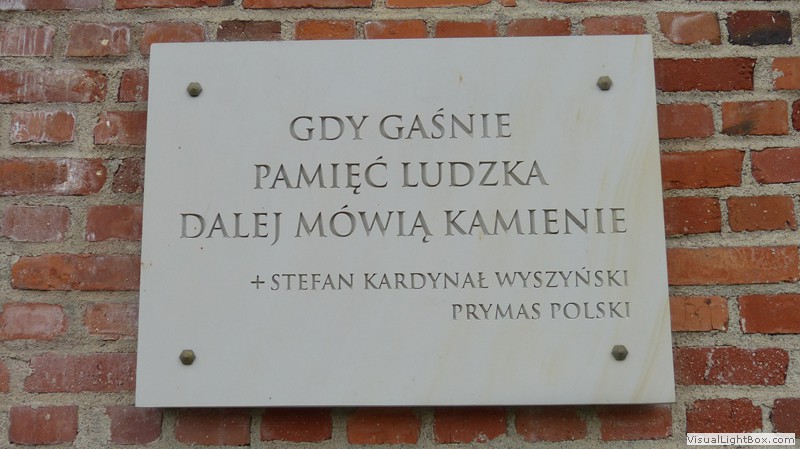 GDY GAŚNIE
PAMIĘĆ LUDZKA
DALEJ MÓWIĄ KAMIENIE
+ STEFAN KARDYNAŁ WYSZYŃSKI
PRYMAS POLSKI
VisualLightBox.com